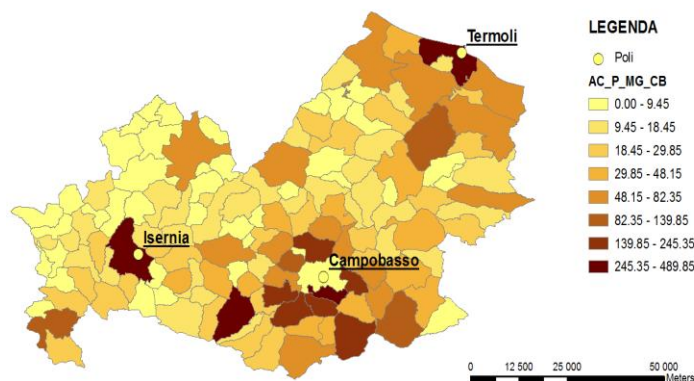 Termoli
Isernia
Campobasso
LEGENDA
Poli
AC_P_MG_CB
0.00 - 9.45
9.45 - 18.45
18.45 - 29.85
29.85 - 48.15
48.15 - 82.35
82.35 - 139.85
139.85 - 245.35
245.35 - 489.85
0 12 500 25 000 50 000
Meters